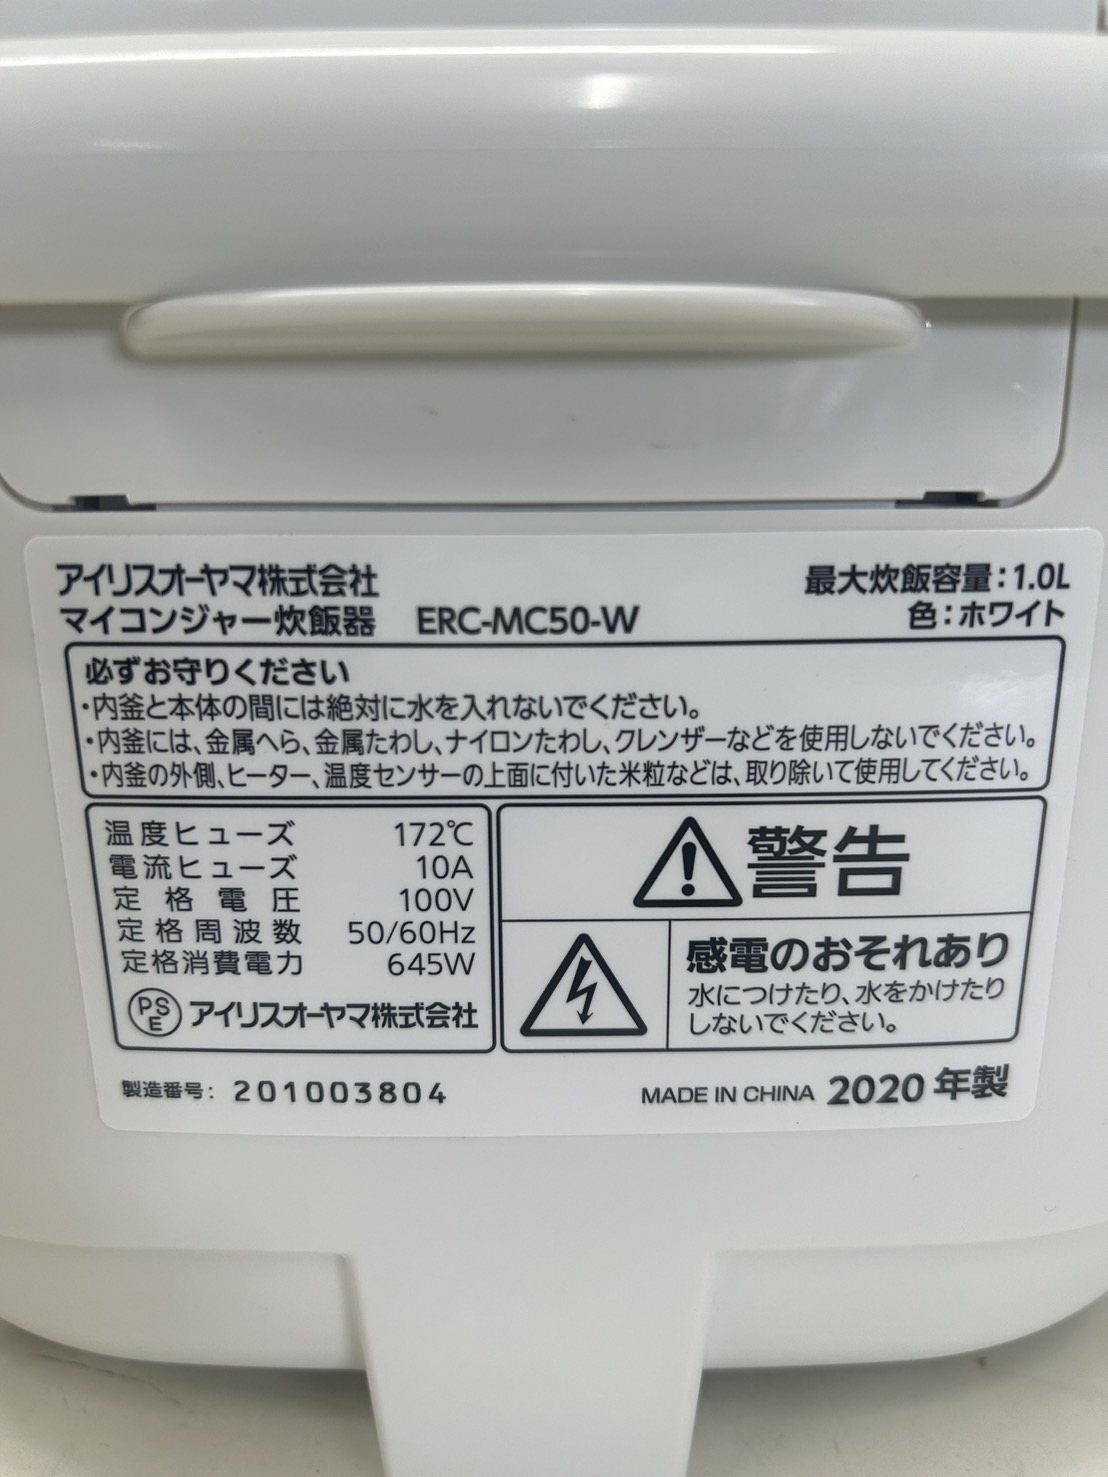 アイリスオーヤマ株式会社
マイコンジャー炊飯器 ERC-MC50-W
最大炊飯容量:1.0L
色:ホワイト
必ずお守りください
・内釜と本体の間には絶対に水を入れないでください。
・内釜には、金属へら、金属たわし、ナイロンたわし、クレンザーなどを使用しないでください。
・内釜の外側、ヒーター、温度センサーの上面に付いた米粒などは、取り除いて使用してください。
温度ヒューズ 172℃
電流ヒューズ 10A
定格電圧 100V
定格周波数 50/60Hz
定格消費電力 645W
PSE アイリスオーヤマ株式会社
警告
感電のおそれあり
水につけたり、水をかけたり
しないでください。
製造番号: 201003804
MADE IN CHINA 2020年製